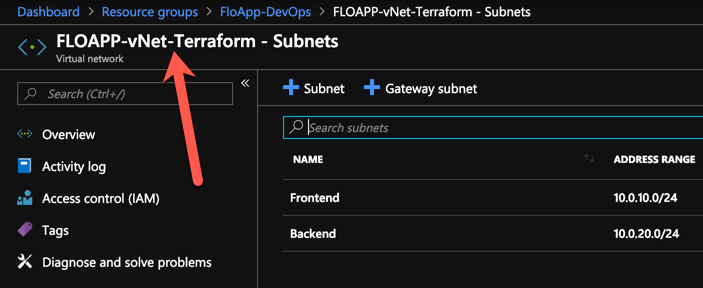 Dashboard > Resource groups > FloApp-DevOps > FLOAPP-vNet-Terraform - Subnets
FLOAPP-vNet-Terraform - Subnets
Virtual network
Search (Ctrl+/)
«
Overview
Activity log
Access control (IAM)
Tags
Diagnose and solve problems
+ Subnet + Gateway subnet
Search subnets
NAME ↑↓ ADDRESS RANGE
Frontend 10.0.10.0/24
Backend 10.0.20.0/24